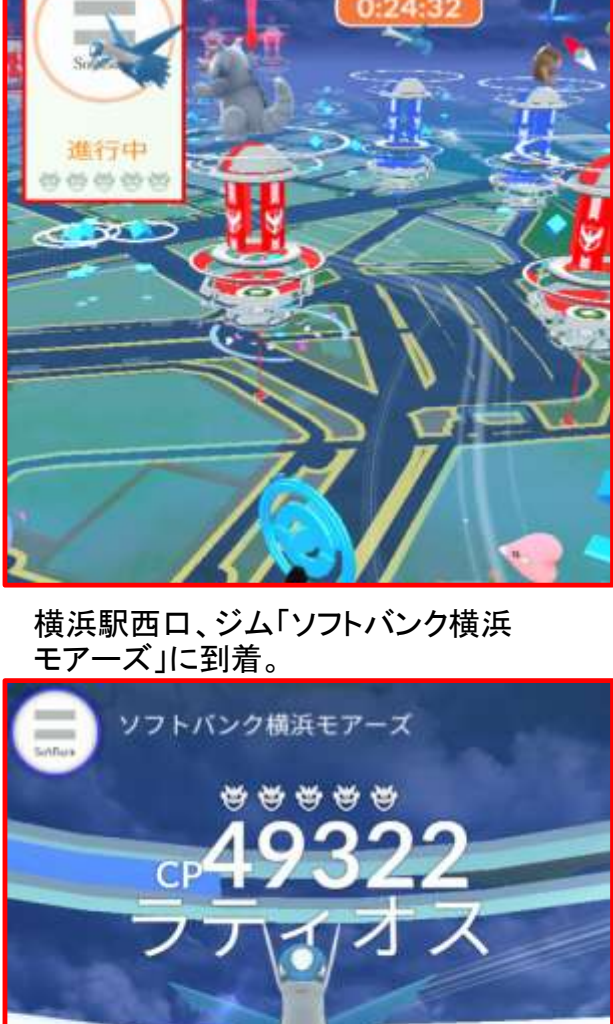 0:24:32
進行中
横浜駅西口、ジム「ソフトバンク横浜
モアーズ」に到着。
SoftBank
ソフトバンク横浜モアーズ
CP49322
ラティオス